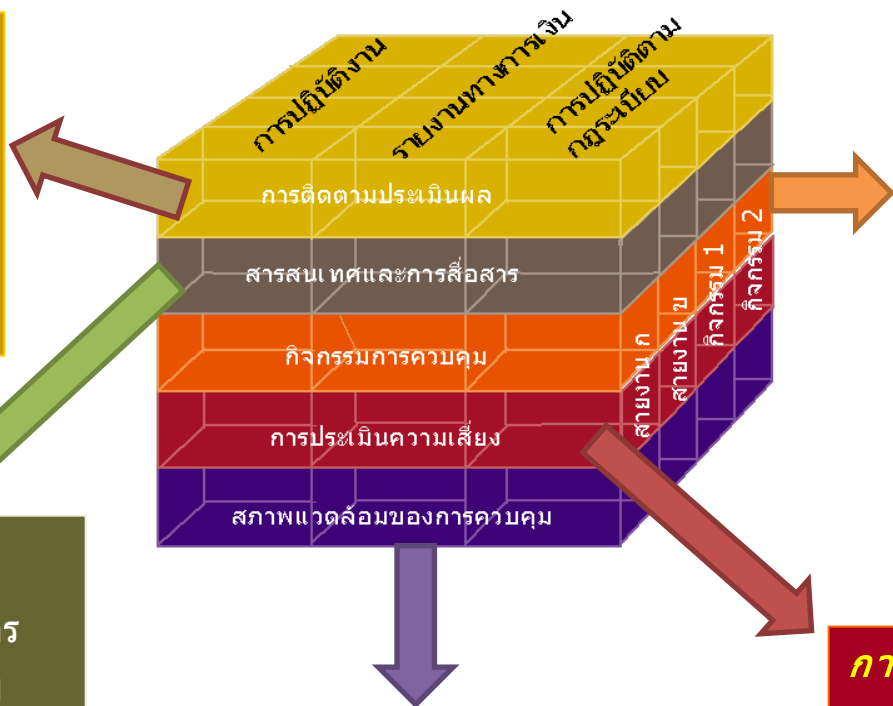 การปฏิบัติงาน
รายงานทางการเงิน
การปฏิบัติตาม
กฎระเบียบ
การติดตามประเมินผล
สารสนเทศและการสื่อสาร
กิจกรรมการควบคุม
การประเมินความเสี่ยง
สภาพแวดล้อมของการควบคุม
สายงาน ก
สายงาน ข
กิจกรรม 1
กิจกรรม 2